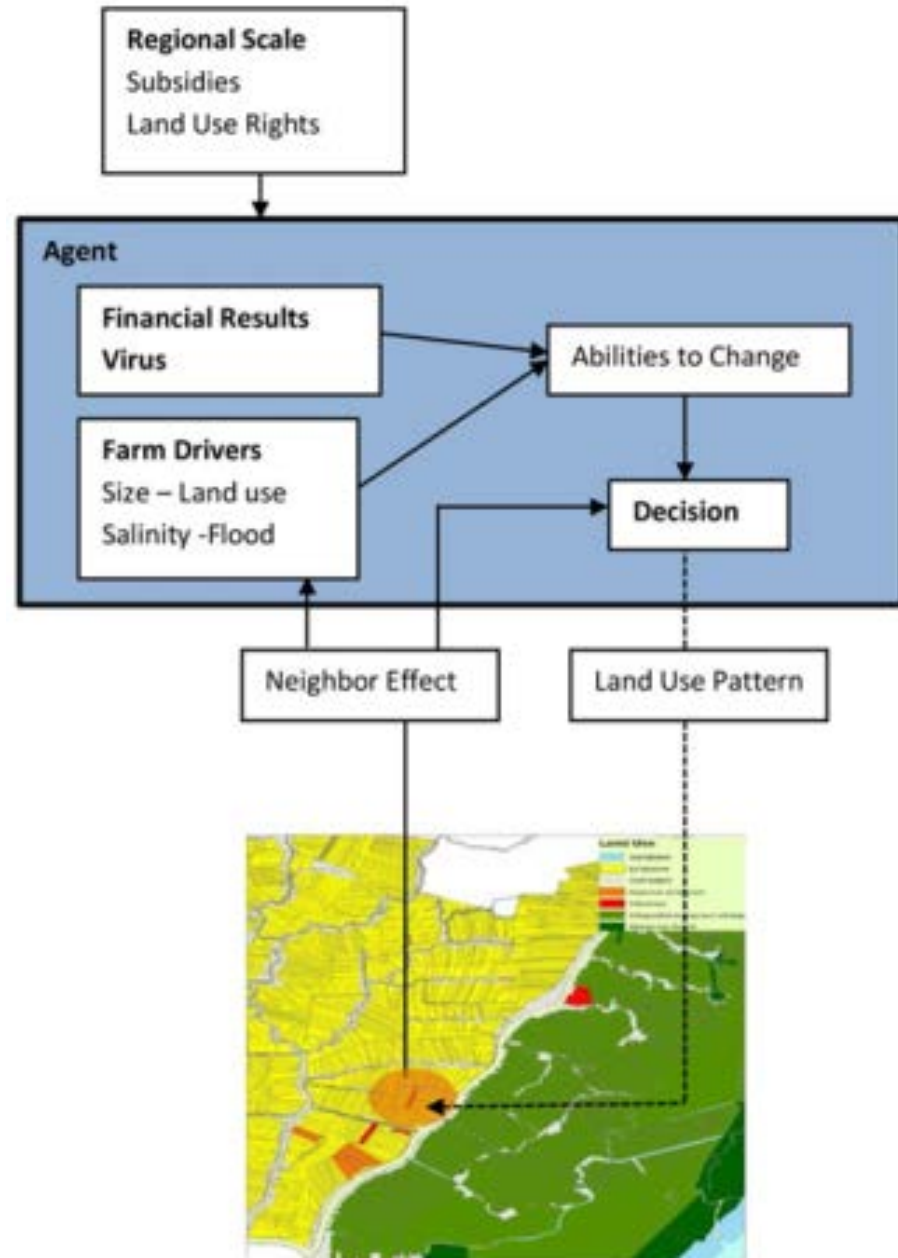 Regional Scale
Subsidies
Land Use Rights
Agent
Financial Results
Virus
Abilities to Change
Farm Drivers
Size – Land use
Salinity -Flood
Decision
Neighbor Effect
Land Use Pattern
Land Use